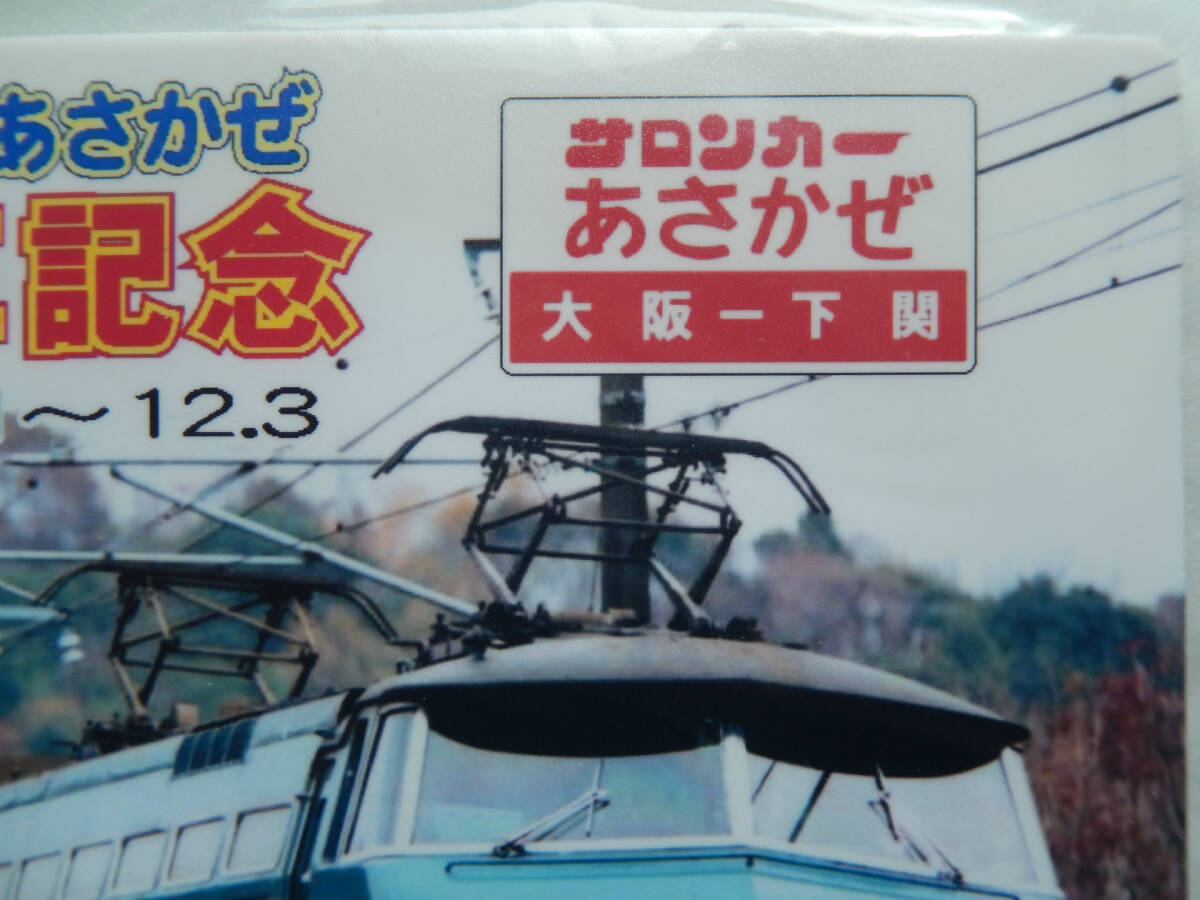 あさかぜ
記念
～12.3
サロンカー
あさかぜ
大阪ー下関